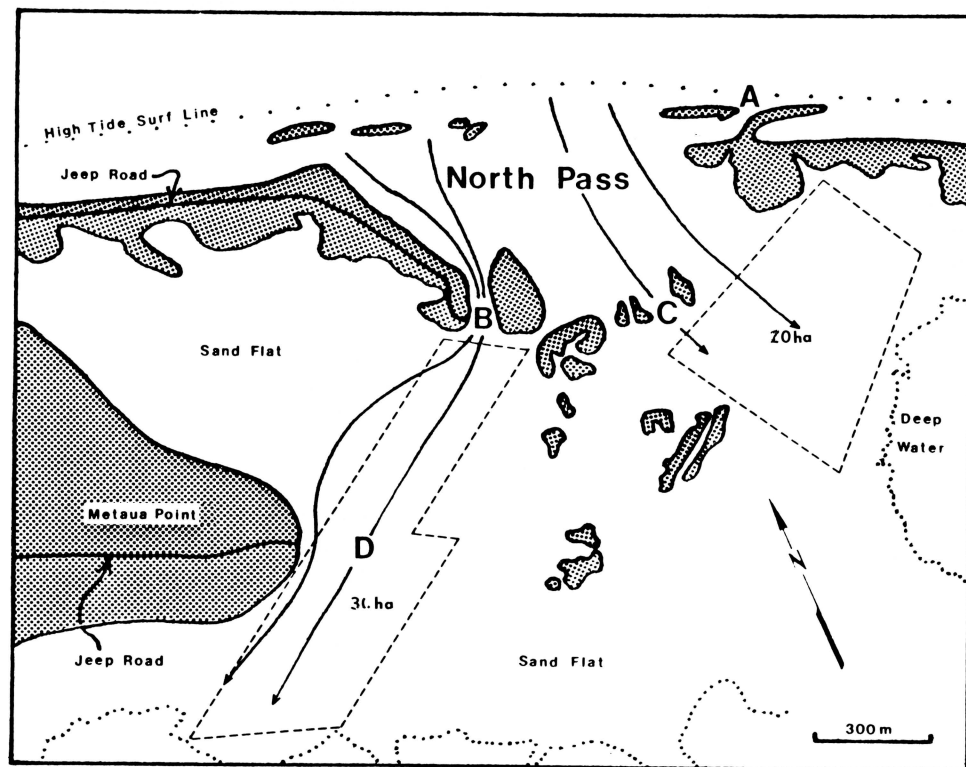 A
High Tide Surf Line
Jeep Road
North Pass
B
C
Sand Flat
20ha
Deep
Water
Metaua Point
D
N
ha
Jeep Road
Sand Flat
300 m